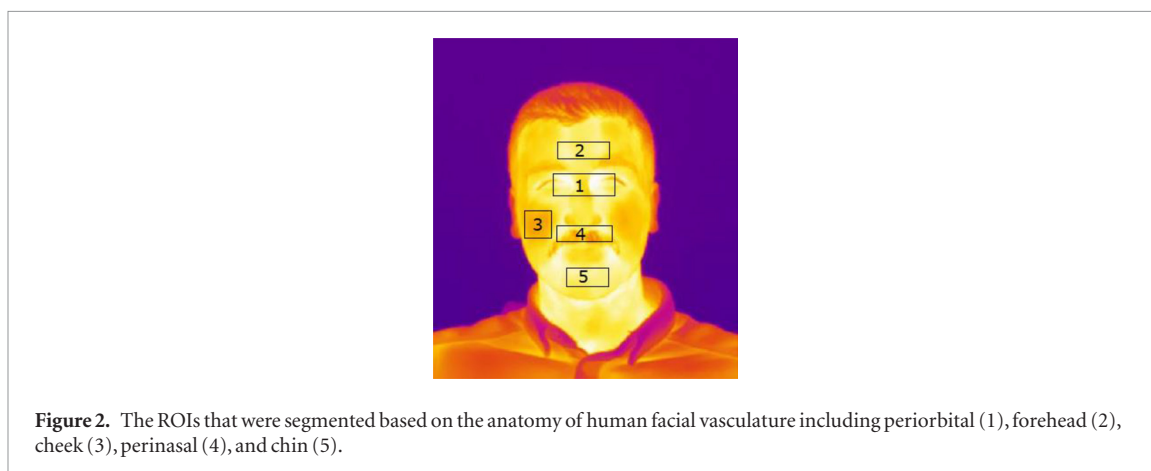 2
1
3
4
5
Figure 2. The ROIs that were segmented based on the anatomy of human facial vasculature including periorbital (1), forehead (2),
cheek (3), perinasal (4), and chin (5).